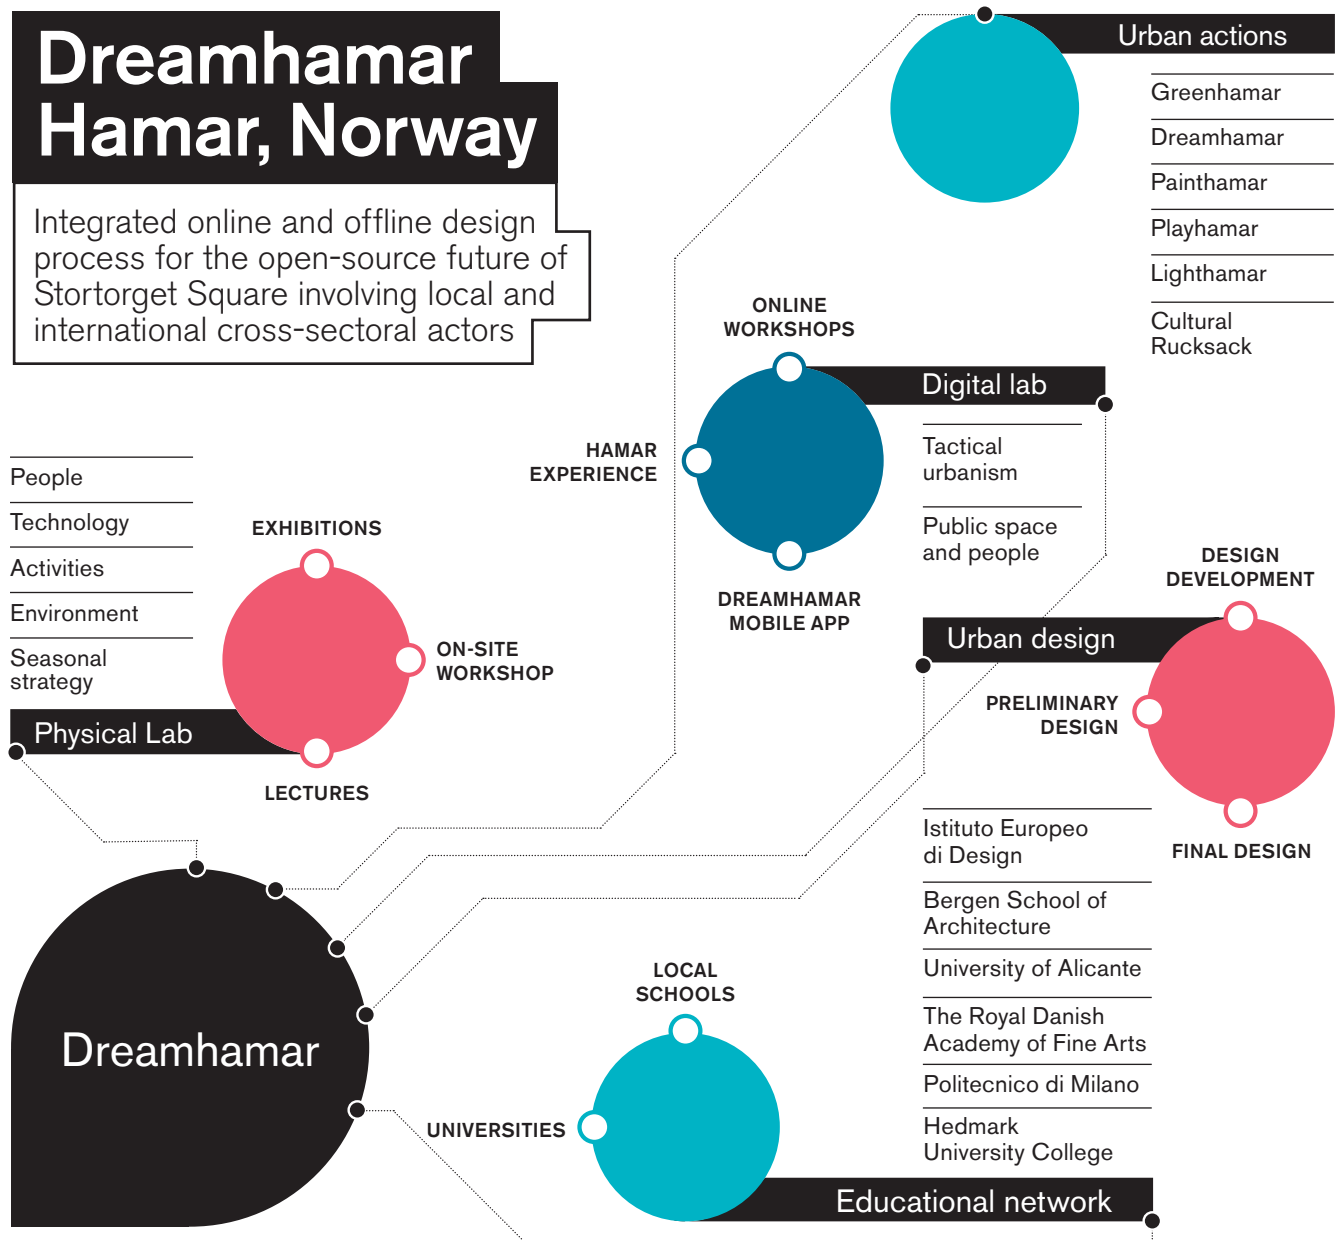 Dreamhamar
Hamar, Norway
Integrated online and offline design
process for the open-source future of
Stortorget Square involving local and
international cross-sectoral actors
Urban actions
Greenhamar
Dreamhamar
Painthamar
Playhamar
Lighthamar
Cultural
Rucksack
ONLINE
WORKSHOPS
HAMAR
EXPERIENCE
DREAMHAMAR
MOBILE APP
Digital lab
Tactical
urbanism
Public space
and people
People
Technology
Activities
Environment
Seasonal
strategy
Physical Lab
EXHIBITIONS
ON-SITE
WORKSHOP
LECTURES
DESIGN
DEVELOPMENT
Urban design
PRELIMINARY
DESIGN
FINAL DESIGN
Dreamhamar
LOCAL
SCHOOLS
UNIVERSITIES
Istituto Europeo
di Design
Bergen School of
Architecture
University of Alicante
The Royal Danish
Academy of Fine Arts
Politecnico di Milano
Hedmark
University College
Educational network